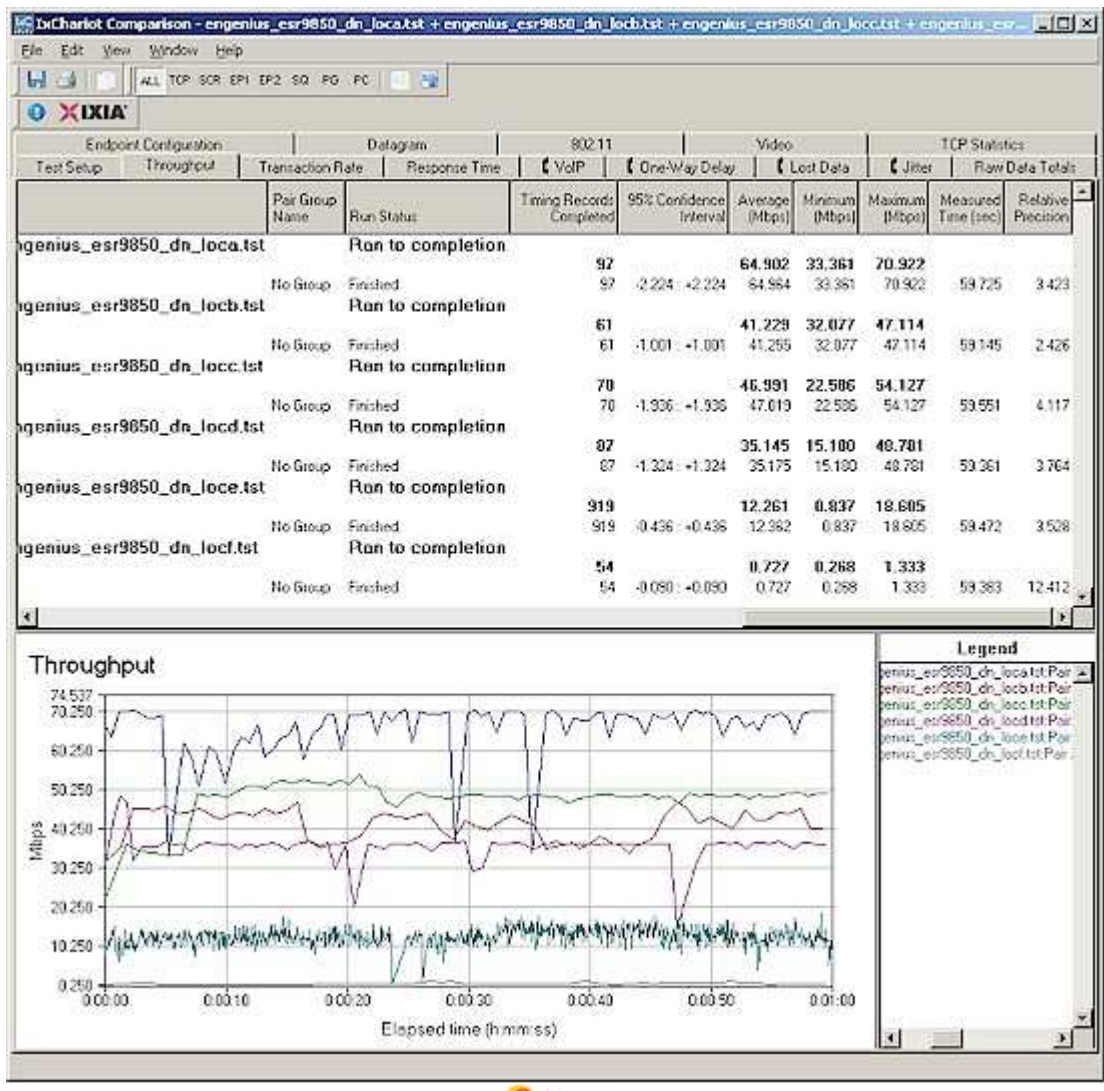 IxChariot Comparison - engenius_esr9850_dn_loca.tst + engenius_esr9850_dn_locb.tst + engenius_esr9850_dn_locc.tst + engenius_esr...
File Edit View Window Help
ALL TCP SCR EP1 EP2 SQ PG PC
XIXIA
Endpoint Configuration Datagram 802.11 Video TCP Statistics
Test Setup Throughput Transaction Rate Response Time VoIP One-Way Delay Lost Data Jitter Raw Data Totals
Pair Group Name Run Status Timing Records Completed 95% Confidence Interval Average (Mbps) Minimum (Mbps) Maximum (Mbps) Measured Time (sec) Relative Precision
ngenius_esr9850_dn_loca.tst Ran to completion
97 64.902 33.361 70.922
No Group Finished 97 -2.224 : +2.224 64.964 33.361 70.922 59.725 3.423
ngenius_esr9850_dn_locb.tst Ran to completion
61 41.229 32.077 47.114
No Group Finished 61 -1.001 : +1.001 41.255 32.077 47.114 59.145 2.426
ngenius_esr9850_dn_locc.tst Ran to completion
70 46.991 22.586 54.127
No Group Finished 70 -1.936 : +1.936 47.019 22.586 54.127 59.551 4.117
ngenius_esr9850_dn_locd.tst Ran to completion
87 35.145 15.180 48.781
No Group Finished 87 -1.324 : +1.324 35.175 15.180 48.781 59.361 3.764
ngenius_esr9850_dn_loce.tst Ran to completion
919 12.261 0.837 18.605
No Group Finished 919 -0.436 : +0.436 12.362 0.837 18.605 59.472 3.528
ngenius_esr9850_dn_locf.tst Ran to completion
54 0.727 0.268 1.333
No Group Finished 54 -0.090 : +0.090 0.727 0.268 1.333 59.383 12.412
Throughput
74.537
70.250
60.250
50.250
40.250
30.250
20.250
10.250
0.250
Mbps
0:00:00 0:00:10 0:00:20 0:00:30 0:00:40 0:00:50 0:01:00
Elapsed time (h:mm:ss)
Legend
genius_esr9850_dn_loca.tst:Pair
genius_esr9850_dn_locb.tst:Pair
genius_esr9850_dn_locc.tst:Pair
genius_esr9850_dn_locd.tst:Pair
genius_esr9850_dn_loce.tst:Pair
genius_esr9850_dn_locf.tst:Pair